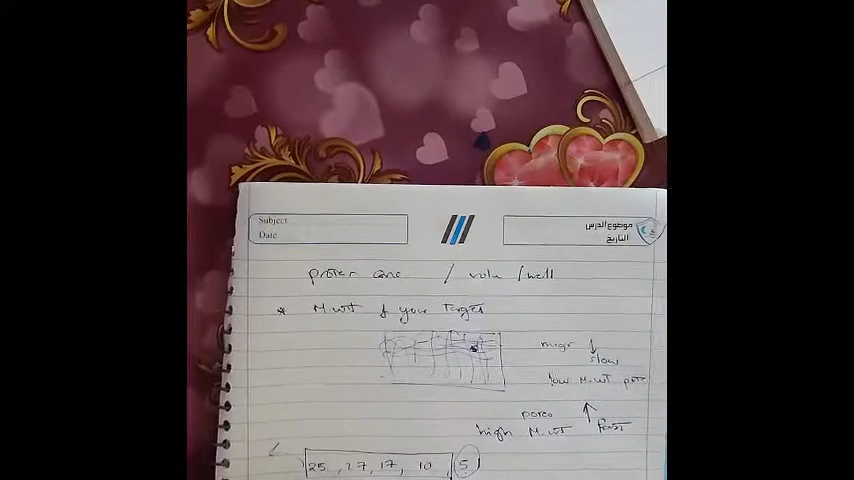 Subject
موضوع الدرس
Date
التاريخ
protein conc / volu / well
* M.wt of your Target
migr ↓
slow
low M.wT pore
pores ↑
high M.wT Fast
25, 27, 17, 10, 5